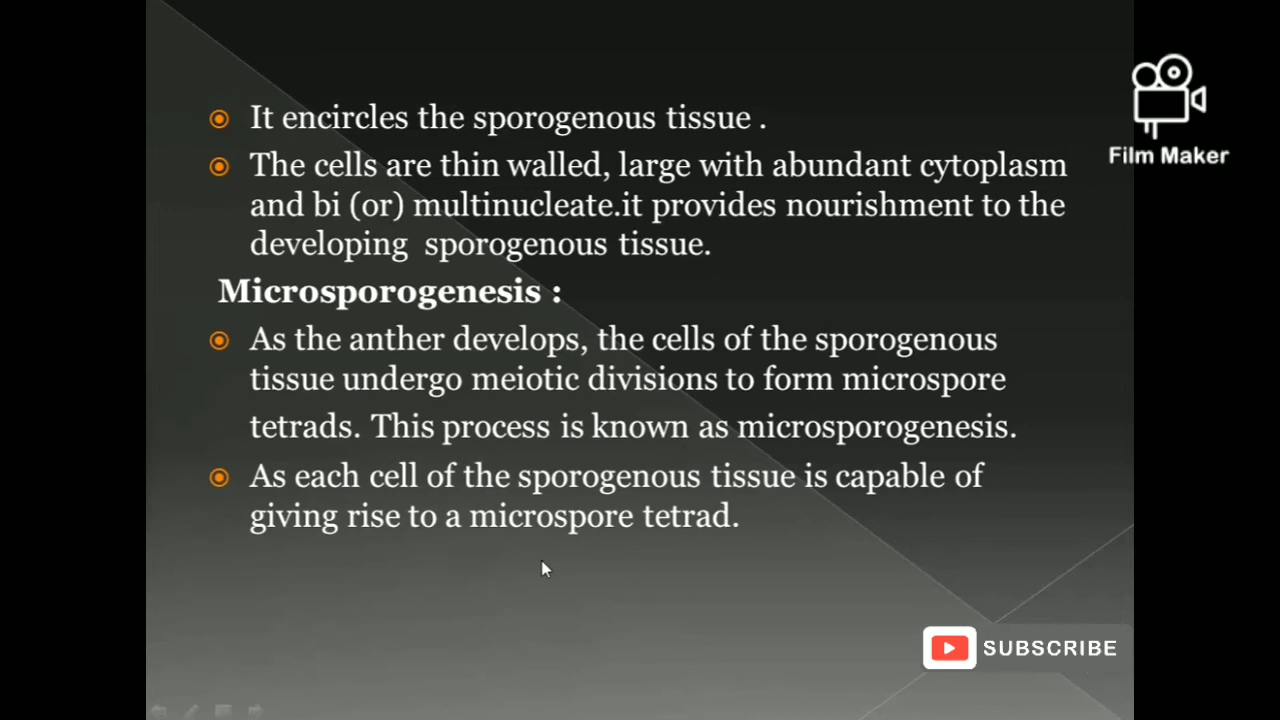 It encircles the sporogenous tissue .
The cells are thin walled, large with abundant cytoplasm
and bi (or) multinucleate.it provides nourishment to the
developing  sporogenous tissue.
Microsporogenesis :
As the anther develops, the cells of the sporogenous
tissue undergo meiotic divisions to form microspore
tetrads. This process is known as microsporogenesis.
As each cell of the sporogenous tissue is capable of
giving rise to a microspore tetrad.
Film Maker
SUBSCRIBE